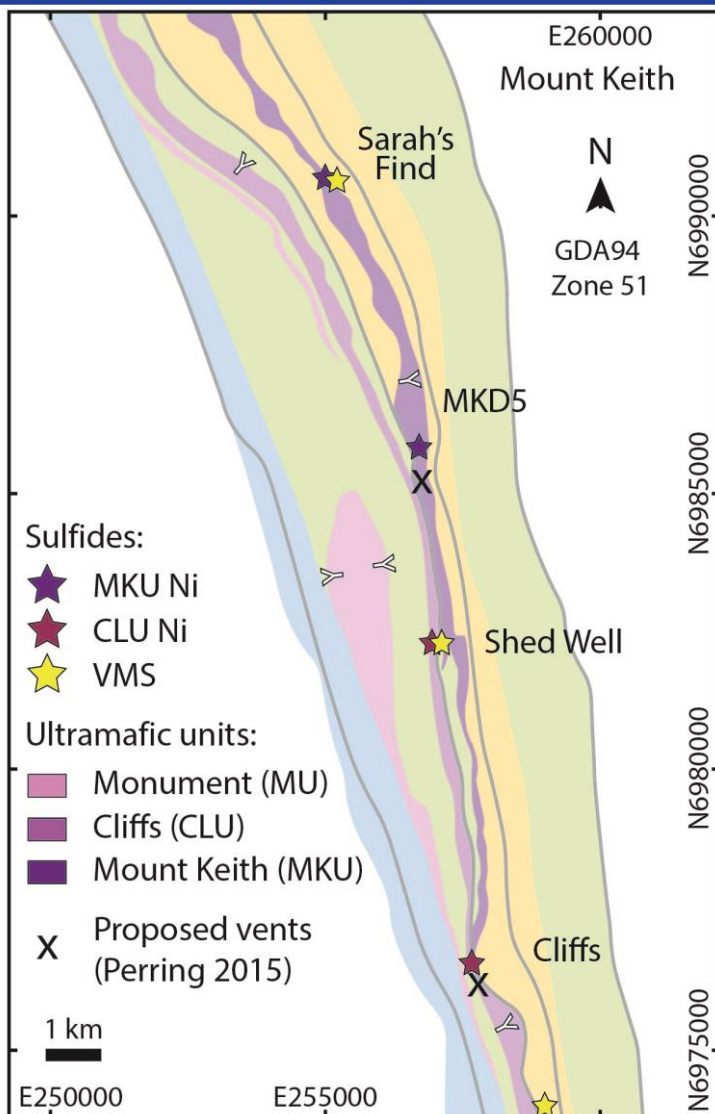 E260000
Mount Keith
Sarah's
Find
N
GDA94
Zone 51
N6990000
MKD5
N6985000
Sulfides:
MKU Ni
CLU Ni
VMS
Shed Well
Ultramafic units:
Monument (MU)
Cliffs (CLU)
Mount Keith (MKU)
N6980000
X Proposed vents
(Perring 2015)
X
X
Cliffs
1 km
N6975000
E250000
E255000